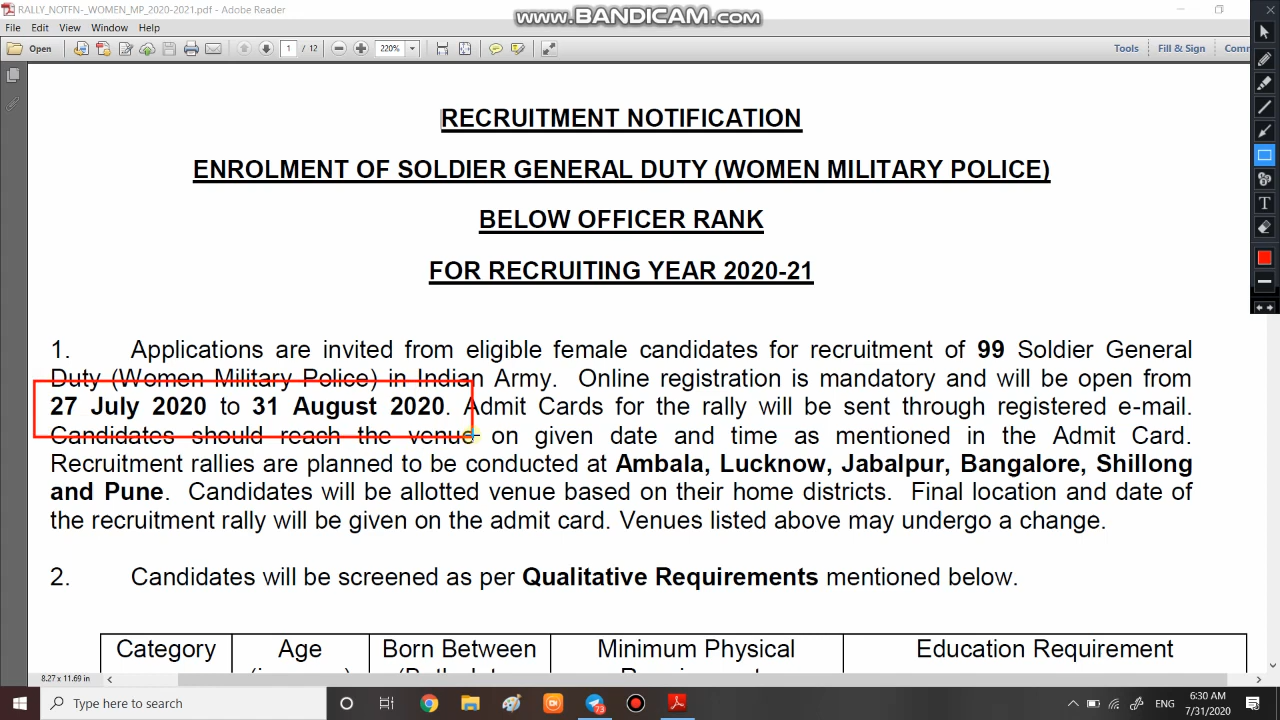 RALLY_NOTFN-_WOMEN_MP_2020-2021.pdf - Adobe Reader
www.BANDICAM.com
File Edit View Window Help
Open 1 / 12 220% Tools Fill & Sign Com
RECRUITMENT NOTIFICATION
ENROLMENT OF SOLDIER GENERAL DUTY (WOMEN MILITARY POLICE)
BELOW OFFICER RANK
FOR RECRUITING YEAR 2020-21
1. Applications are invited from eligible female candidates for recruitment of 99 Soldier General
Duty (Women Military Police) in Indian Army. Online registration is mandatory and will be open from
27 July 2020 to 31 August 2020. Admit Cards for the rally will be sent through registered e-mail.
Candidates should reach the venue on given date and time as mentioned in the Admit Card.
Recruitment rallies are planned to be conducted at Ambala, Lucknow, Jabalpur, Bangalore, Shillong
and Pune. Candidates will be allotted venue based on their home districts. Final location and date of
the recruitment rally will be given on the admit card. Venues listed above may undergo a change.
2. Candidates will be screened as per Qualitative Requirements mentioned below.
Category Age Born Between Minimum Physical Education Requirement
8.27 x 11.69 in
Type here to search
73
6:30 AM
ENG
7/31/2020